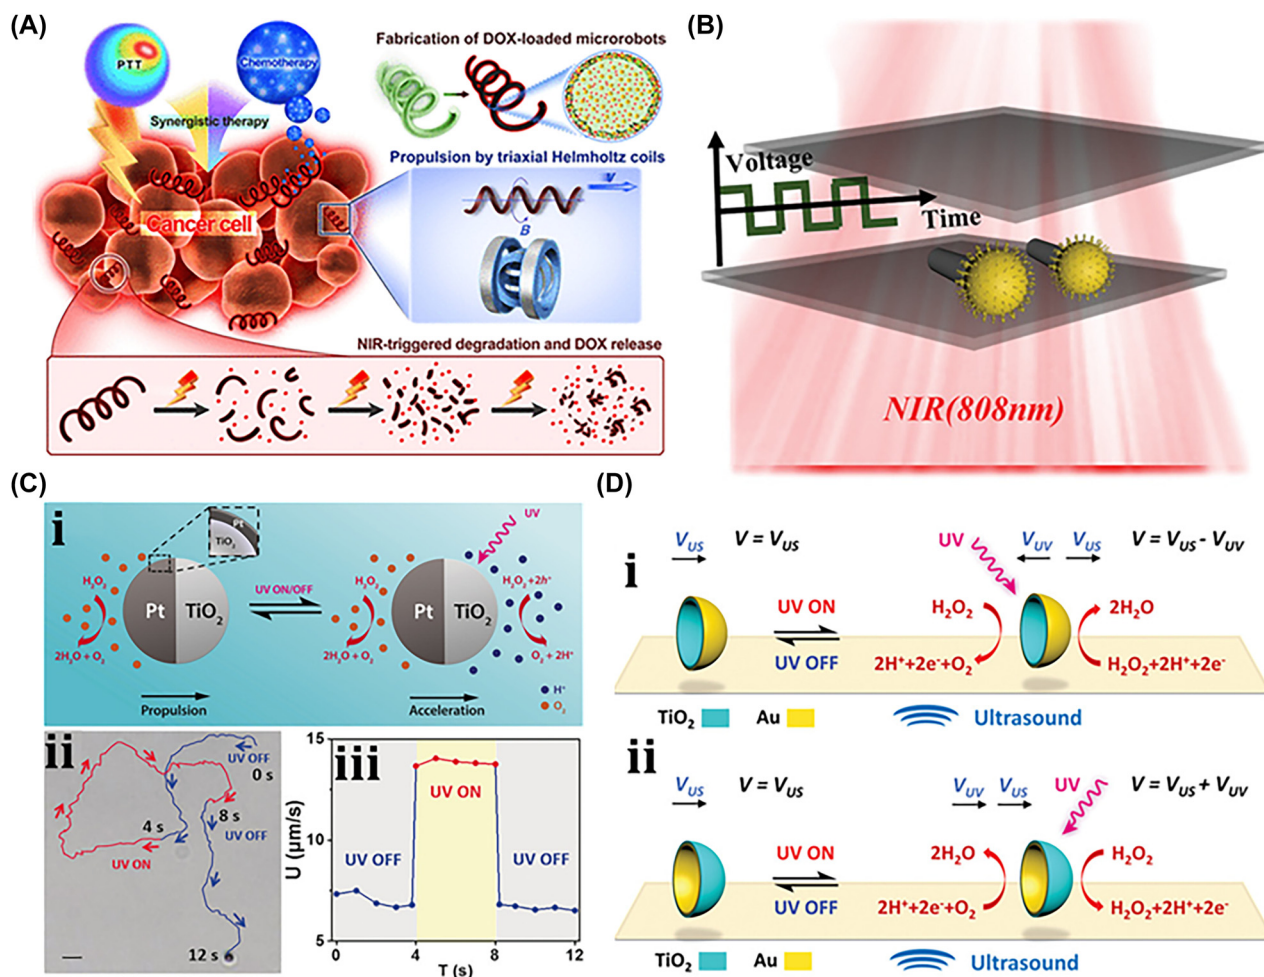 (A)
PTT
Chemotherapy
Synergistic therapy
Cancer cell
Fabrication of DOX-loaded microrobots
Propulsion by triaxial Helmholtz coils
V
B
NIR-triggered degradation and DOX release
(B)
Voltage
Time
NIR(808nm)
(C)
i
Pt
TiO2
UV
H2O2
Pt
TiO2
2H2O + O2
UV ON/OFF
H2O2
Pt
TiO2
2H2O + O2
H2O2 +2h+
O2 + 2H+
Propulsion
Acceleration
H+
O2
ii
UV OFF
0 s
4 s
8 s
UV OFF
UV ON
12 s
iii
15
10
5
U (μm/s)
UV OFF
UV ON
UV OFF
0
4
8
12
T (s)
(D)
i
VUS
V = VUS
UV
VUV
VUS
V = VUS - VUV
UV ON
UV OFF
H2O2
2H++2e-+O2
2H2O
H2O2+2H++2e-
TiO2
Au
Ultrasound
ii
VUS
V = VUS
VUV
VUS
UV
V = VUS + VUV
UV ON
UV OFF
2H2O
2H++2e-+O2
H2O2
H2O2+2H++2e-
TiO2
Au
Ultrasound